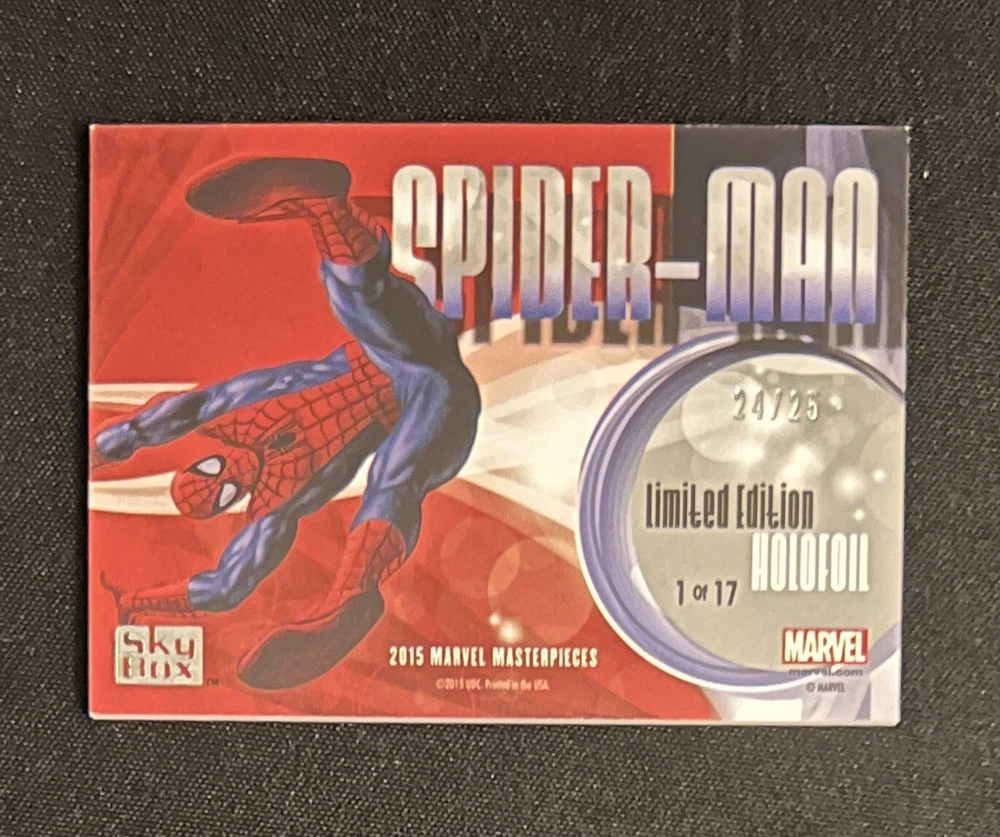 SPIDER-MAN
24/25
Limited Edition
HOLOFOIL
1 of 17
Sky
Box
TM
2015 MARVEL MASTERPIECES
©2015 UDC. Printed in the USA.
MARVEL
marvel.com
© MARVEL